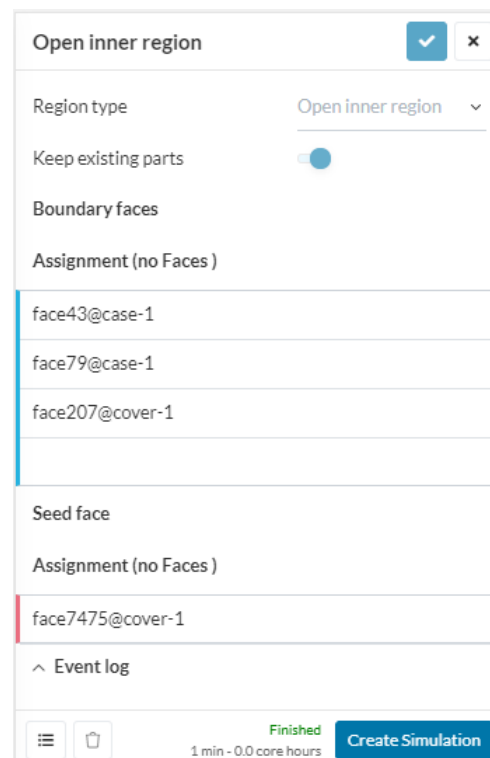 Open inner region
Region type Open inner region
Keep existing parts
Boundary faces
Assignment (no Faces )
face43@case-1
face79@case-1
face207@cover-1
Seed face
Assignment (no Faces )
face7475@cover-1
Event log
Finished
1 min - 0.0 core hours
Create Simulation